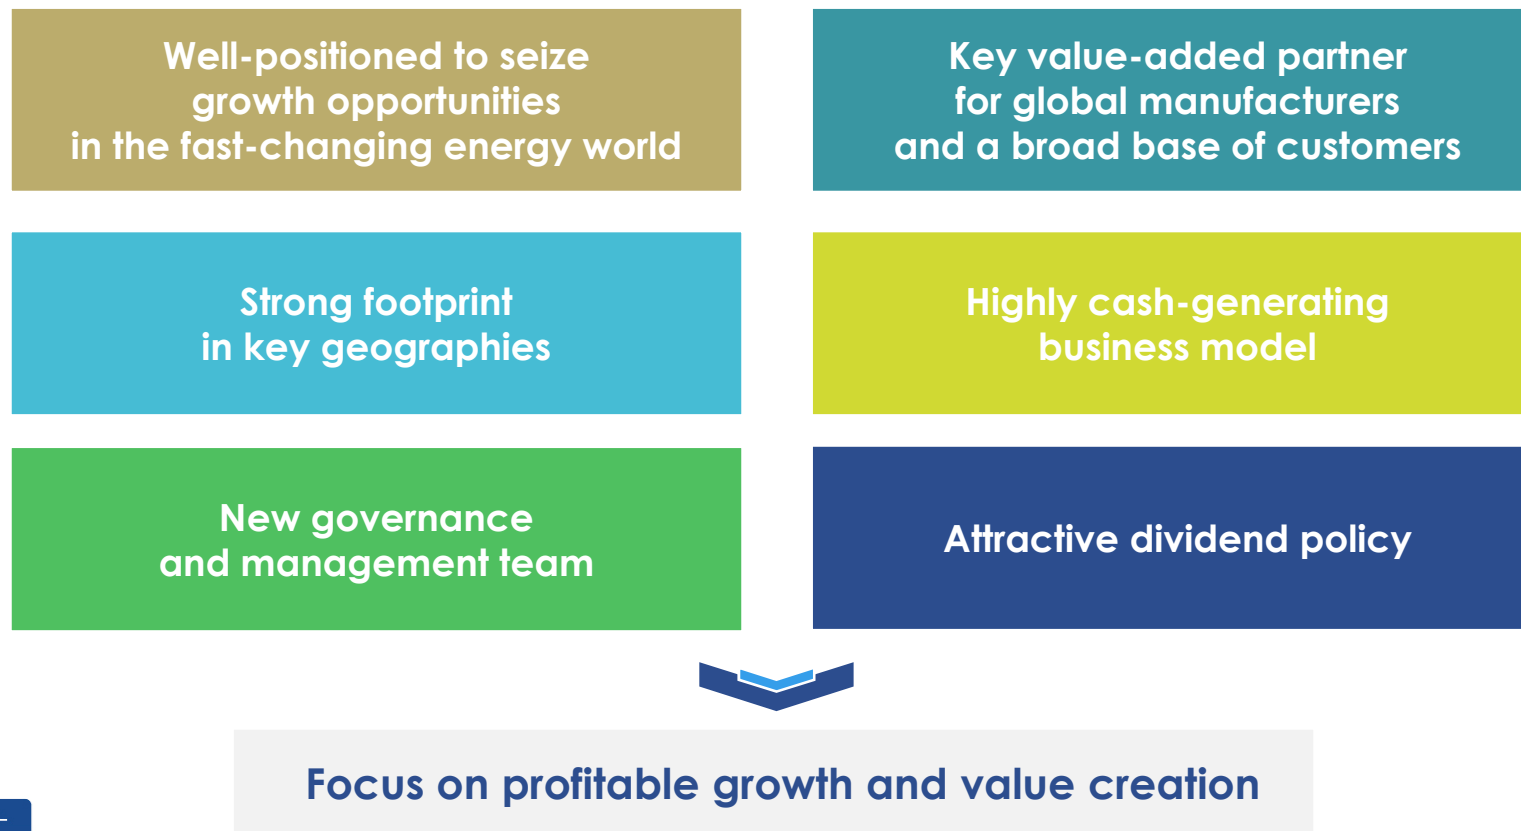 Well-positioned to seize
growth opportunities
in the fast-changing energy world
Key value-added partner
for global manufacturers
and a broad base of customers
Strong footprint
in key geographies
Highly cash-generating
business model
New governance
and management team
Attractive dividend policy
Focus on profitable growth and value creation